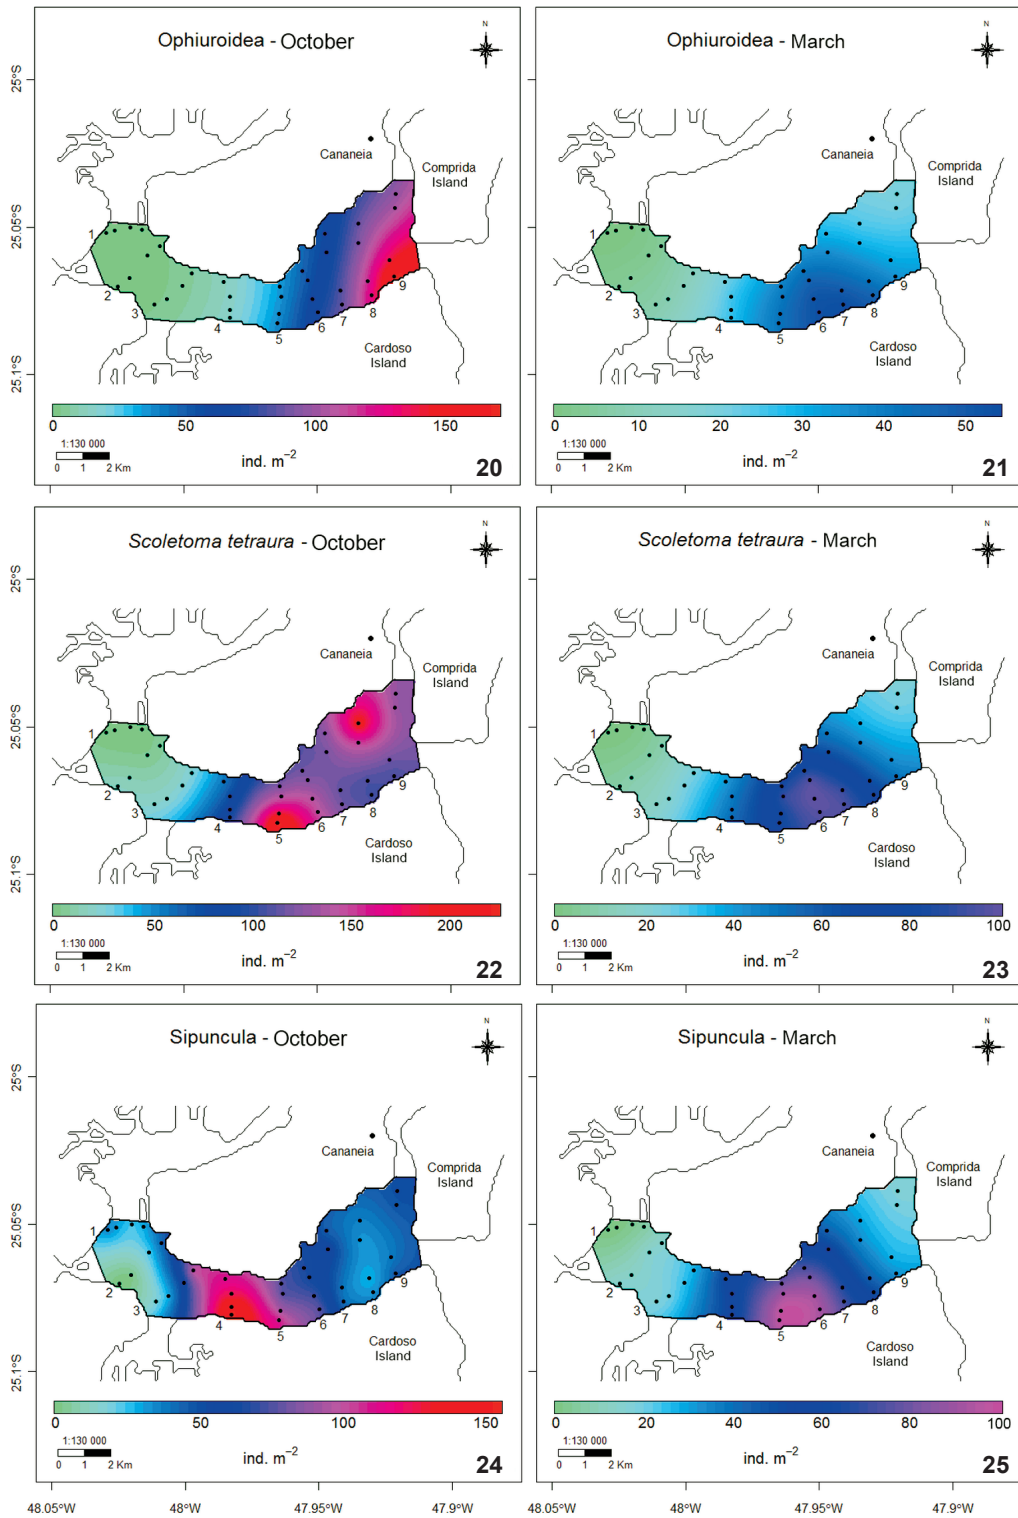 Ophiuroidea - October
N
25°S
Cananeia
Comprida
Island
25.05°S
1
2
3
4
5
6
7
8
9
Cardoso
Island
25.1°S
0 50 100 150
1:130 000
0 1 2 Km
ind. m⁻²
20
Ophiuroidea - March
N
Cananeia
Comprida
Island
1
2
3
4
5
6
7
8
9
Cardoso
Island
0 10 20 30 40 50
1:130 000
0 1 2 Km
ind. m⁻²
21
Scoletoma tetraura - October
N
25°S
Cananeia
Comprida
Island
25.05°S
1
2
3
4
5
6
7
8
9
Cardoso
Island
25.1°S
0 50 100 150 200
1:130 000
0 1 2 Km
ind. m⁻²
22
Scoletoma tetraura - March
N
Cananeia
Comprida
Island
1
2
3
4
5
6
7
8
9
Cardoso
Island
0 20 40 60 80 100
1:130 000
0 1 2 Km
ind. m⁻²
23
Sipuncula - October
N
25°S
Cananeia
Comprida
Island
25.05°S
1
2
3
4
5
6
7
8
9
Cardoso
Island
25.1°S
0 50 100 150
1:130 000
0 1 2 Km
ind. m⁻²
24
Sipuncula - March
N
Cananeia
Comprida
Island
1
2
3
4
5
6
7
8
9
Cardoso
Island
0 20 40 60 80 100
1:130 000
0 1 2 Km
ind. m⁻²
25
48.05°W 48°W 47.95°W 47.9°W
48.05°W 48°W 47.95°W 47.9°W